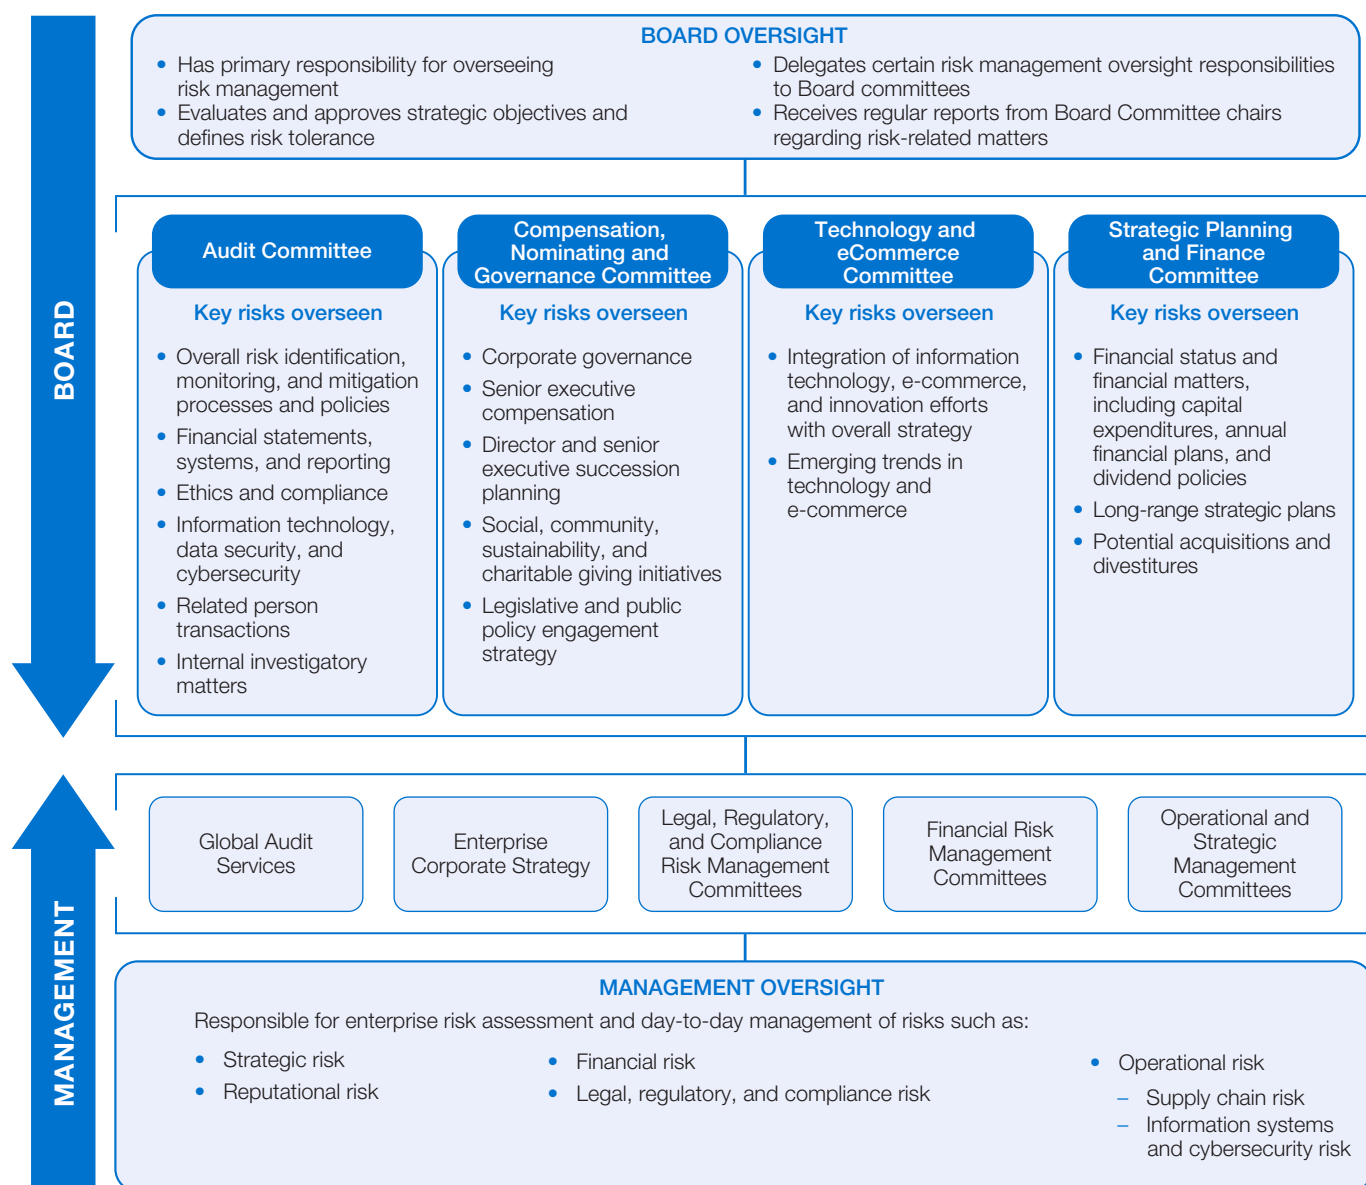 BOARD OVERSIGHT
• Has primary responsibility for overseeing
risk management
• Evaluates and approves strategic objectives and
defines risk tolerance
• Delegates certain risk management oversight responsibilities
to Board committees
• Receives regular reports from Board Committee chairs
regarding risk-related matters
BOARD
Audit Committee
Key risks overseen
• Overall risk identification,
monitoring, and mitigation
processes and policies
• Financial statements,
systems, and reporting
• Ethics and compliance
• Information technology,
data security, and
cybersecurity
• Related person
transactions
• Internal investigatory
matters
Compensation,
Nominating and
Governance Committee
Key risks overseen
• Corporate governance
• Senior executive
compensation
• Director and senior
executive succession
planning
• Social, community,
sustainability, and
charitable giving initiatives
• Legislative and public
policy engagement
strategy
Technology and
eCommerce
Committee
Key risks overseen
• Integration of information
technology, e-commerce,
and innovation efforts
with overall strategy
• Emerging trends in
technology and
e-commerce
Strategic Planning
and Finance
Committee
Key risks overseen
• Financial status and
financial matters,
including capital
expenditures, annual
financial plans, and
dividend policies
• Long-range strategic plans
• Potential acquisitions and
divestitures
MANAGEMENT
Global Audit
Services
Enterprise
Corporate Strategy
Legal, Regulatory,
and Compliance
Risk Management
Committees
Financial Risk
Management
Committees
Operational and
Strategic
Management
Committees
MANAGEMENT OVERSIGHT
Responsible for enterprise risk assessment and day-to-day management of risks such as:
• Strategic risk
• Reputational risk
• Financial risk
• Legal, regulatory, and compliance risk
• Operational risk
– Supply chain risk
– Information systems
and cybersecurity risk